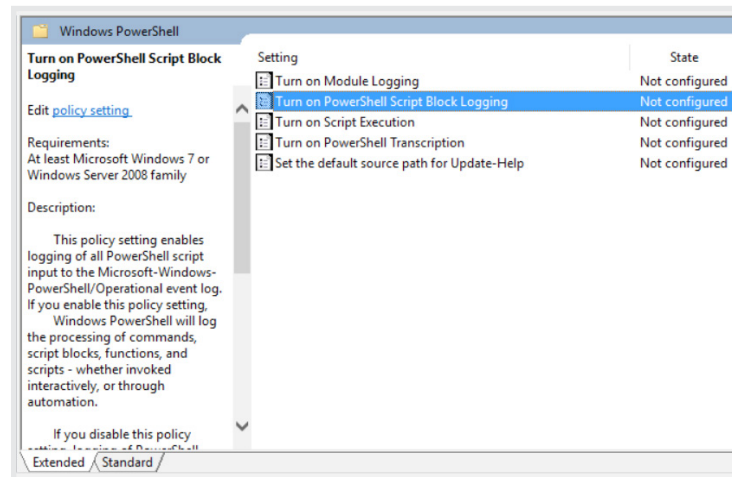 Windows PowerShell
Turn on PowerShell Script Block
Logging
Edit policy setting
Requirements:
At least Microsoft Windows 7 or
Windows Server 2008 family
Description:
This policy setting enables
logging of all PowerShell script
input to the Microsoft-Windows-
PowerShell/Operational event log.
If you enable this policy setting,
Windows PowerShell will log
the processing of commands,
script blocks, functions, and
scripts - whether invoked
interactively, or through
automation.
If you disable this policy
Setting State
Turn on Module Logging Not configured
Turn on PowerShell Script Block Logging Not configured
Turn on Script Execution Not configured
Turn on PowerShell Transcription Not configured
Set the default source path for Update-Help Not configured
Extended Standard